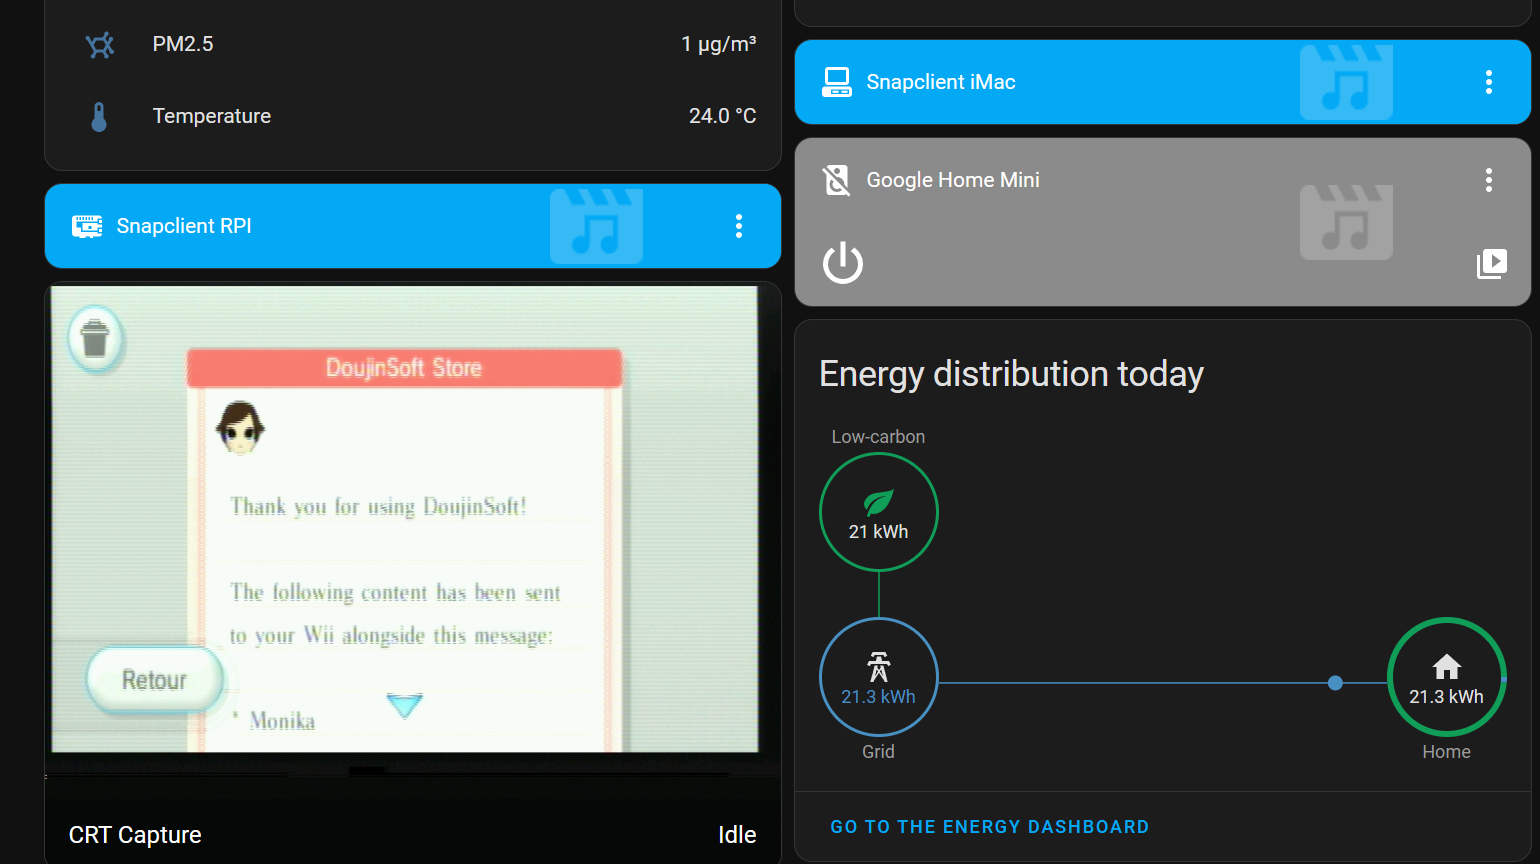 PM2.5
1 µg/m³
Temperature
24.0 °C
Snapclient RPI
DoujinSoft Store
Thank you for using DoujinSoft!
The following content has been sent
to your Wii alongside this message:
* Monika
Retour
CRT Capture
Idle
Snapclient iMac
Google Home Mini
Energy distribution today
Low-carbon
21 kWh
21.3 kWh
Grid
21.3 kWh
Home
GO TO THE ENERGY DASHBOARD